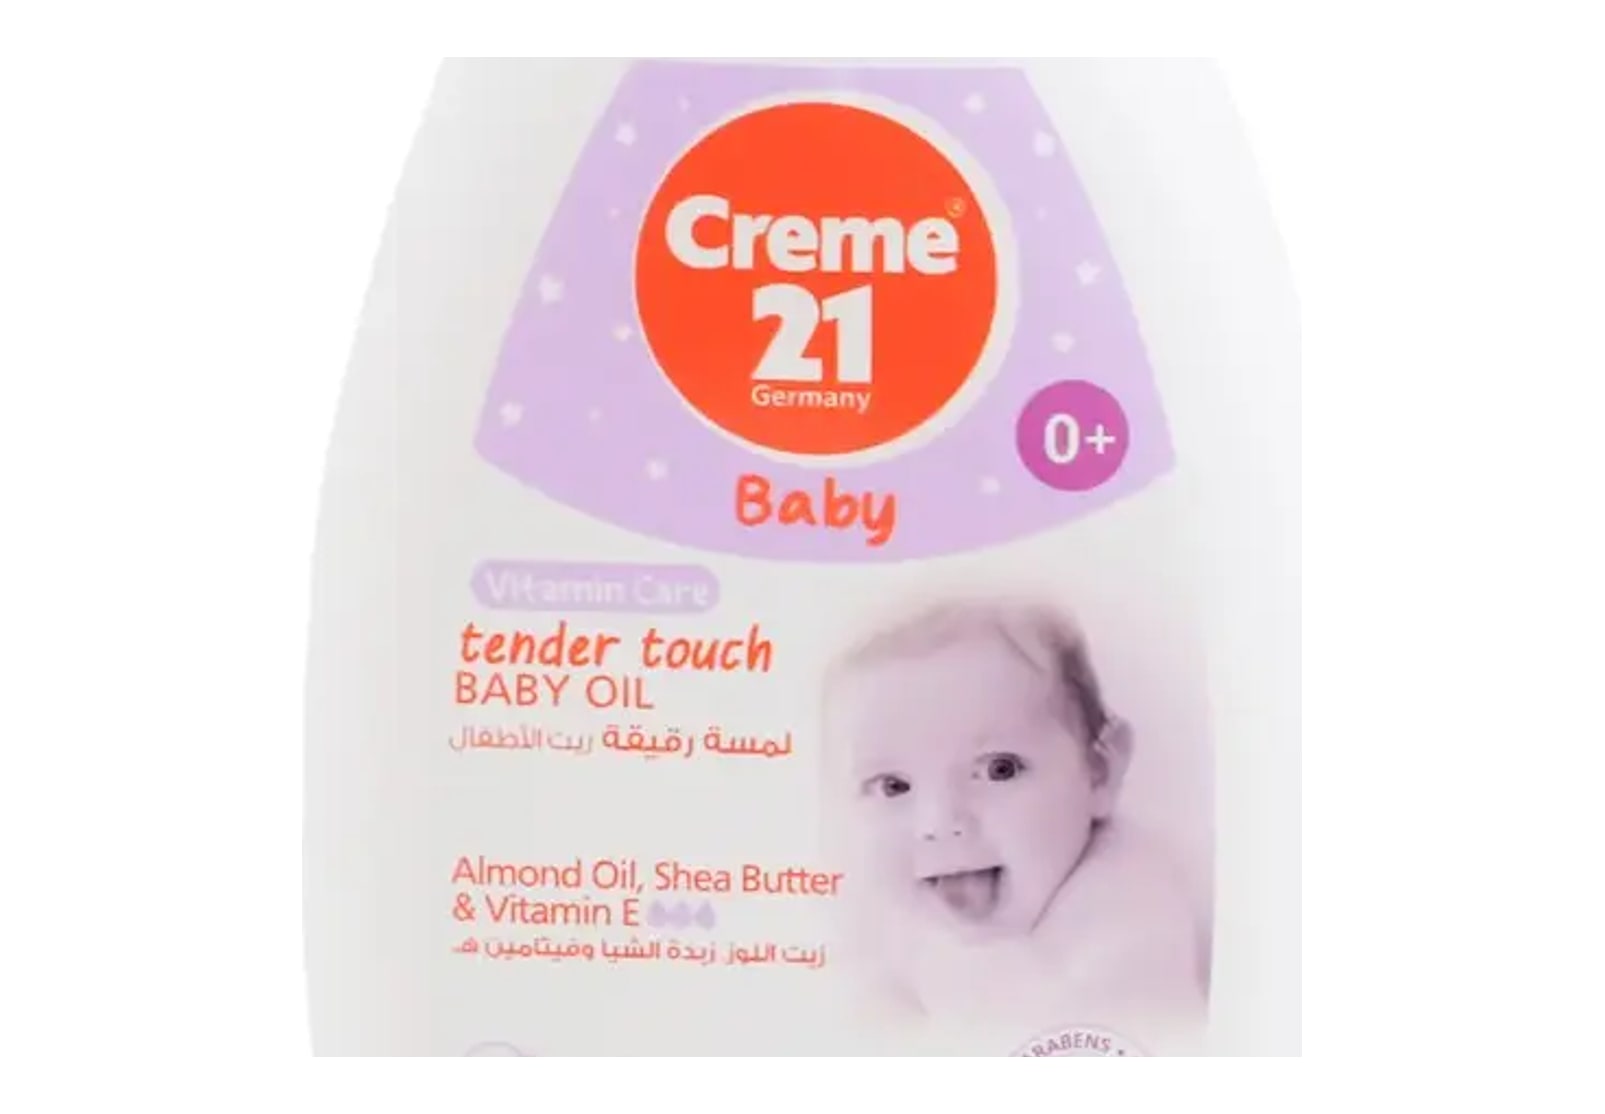 Creme®
21
Germany
0+
Baby
Vitamin Care
tender touch
BABY OIL
لمسة رقيقة زيت الأطفال
Almond Oil, Shea Butter
& Vitamin E
زيت اللوز زبدة الشيا وفيتامين هـ